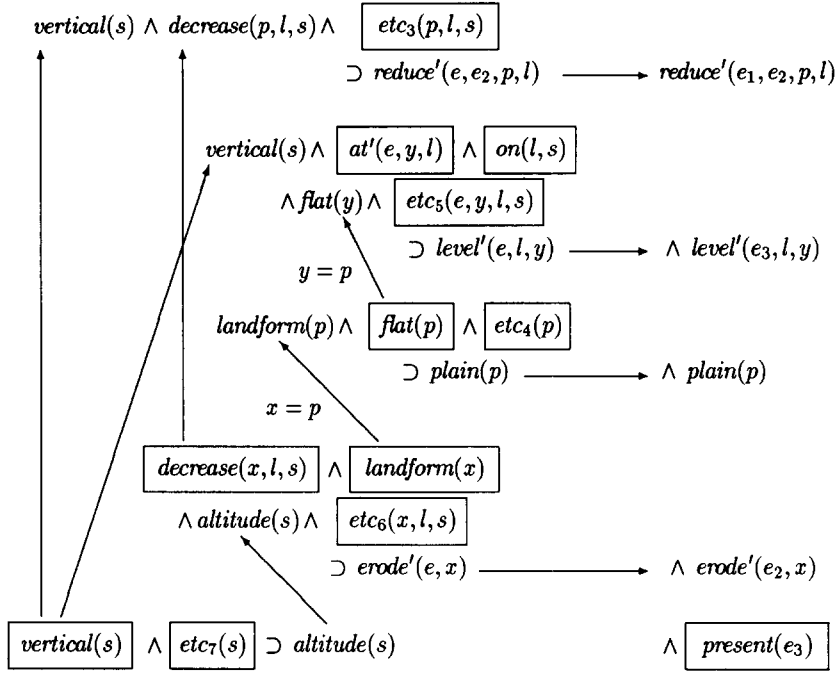 vertical(s) ∧ decrease(p, l, s) ∧ etc₃(p, l, s)
⊃ reduce′(e, e₂, p, l) reduce′(e₁, e₂, p, l)
vertical(s) ∧ at′(e, y, l) ∧ on(l, s)
∧ flat(y) ∧ etc₅(e, y, l, s)
⊃ level′(e, l, y) ∧ level′(e₃, l, y)
y = p
landform(p) ∧ flat(p) ∧ etc₄(p)
⊃ plain(p) ∧ plain(p)
x = p
decrease(x, l, s) ∧ landform(x)
∧ altitude(s) ∧ etc₆(x, l, s)
⊃ erode′(e, x) ∧ erode′(e₂, x)
vertical(s) ∧ etc₇(s) ⊃ altitude(s) ∧ present(e₃)